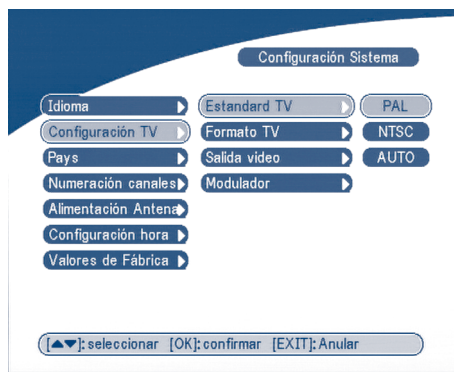 Configuración Sistema
Idioma
Configuración TV
Pays
Numeración canales
Alimentación Antena
Configuración hora
Valores de Fábrica
Estandard TV
Formato TV
Salida video
Modulador
PAL
NTSC
AUTO
[▲▼]: seleccionar [OK]: confirmar [EXIT]: Anular